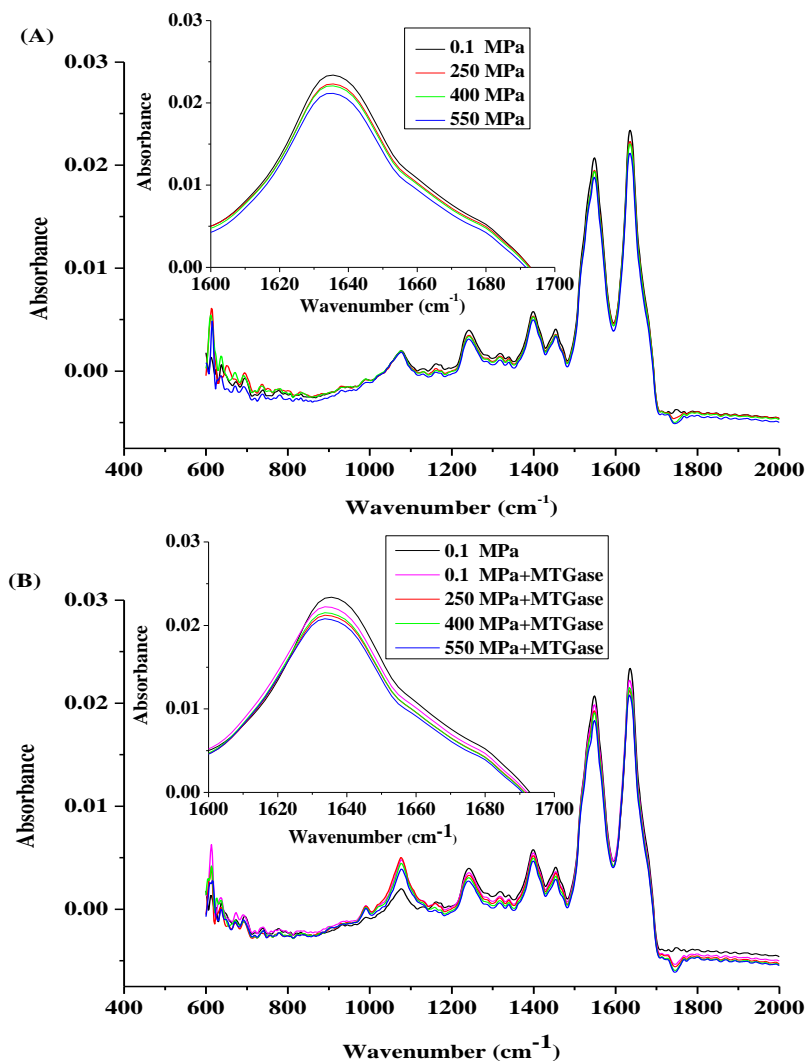 (A)
0.03
0.02
0.01
0.00
400
600
800
1000
1200
1400
1600
1800
2000
Absorbance
Wavenumber (cm-1)
0.03
0.02
0.01
0.00
1600
1620
1640
1660
1680
1700
Absorbance
Wavenumber (cm-1)
0.1 MPa
250 MPa
400 MPa
550 MPa
(B)
0.03
0.02
0.01
0.00
400
600
800
1000
1200
1400
1600
1800
2000
Absorbance
Wavenumber (cm-1)
0.03
0.02
0.01
0.00
1600
1620
1640
1660
1680
1700
Absorbance
Wavenumber (cm-1)
0.1 MPa
0.1 MPa+MTGase
250 MPa+MTGase
400 MPa+MTGase
550 MPa+MTGase